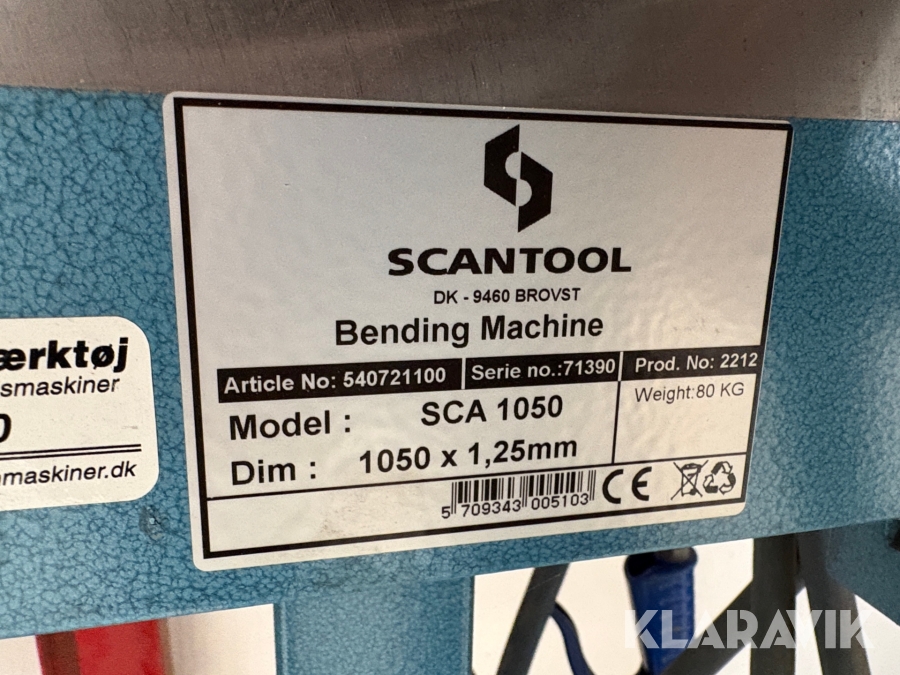 SCANTOOL
DK - 9460 BROVST
Bending Machine
Article No: 540721100
Serie no.:71390
Prod. No: 2212
Model : SCA 1050
Weight:80 KG
Dim : 1050 x 1,25mm
5 709343 005103
CE
ærktøj
smaskiner
0
maskiner.dk
KLARAVIK